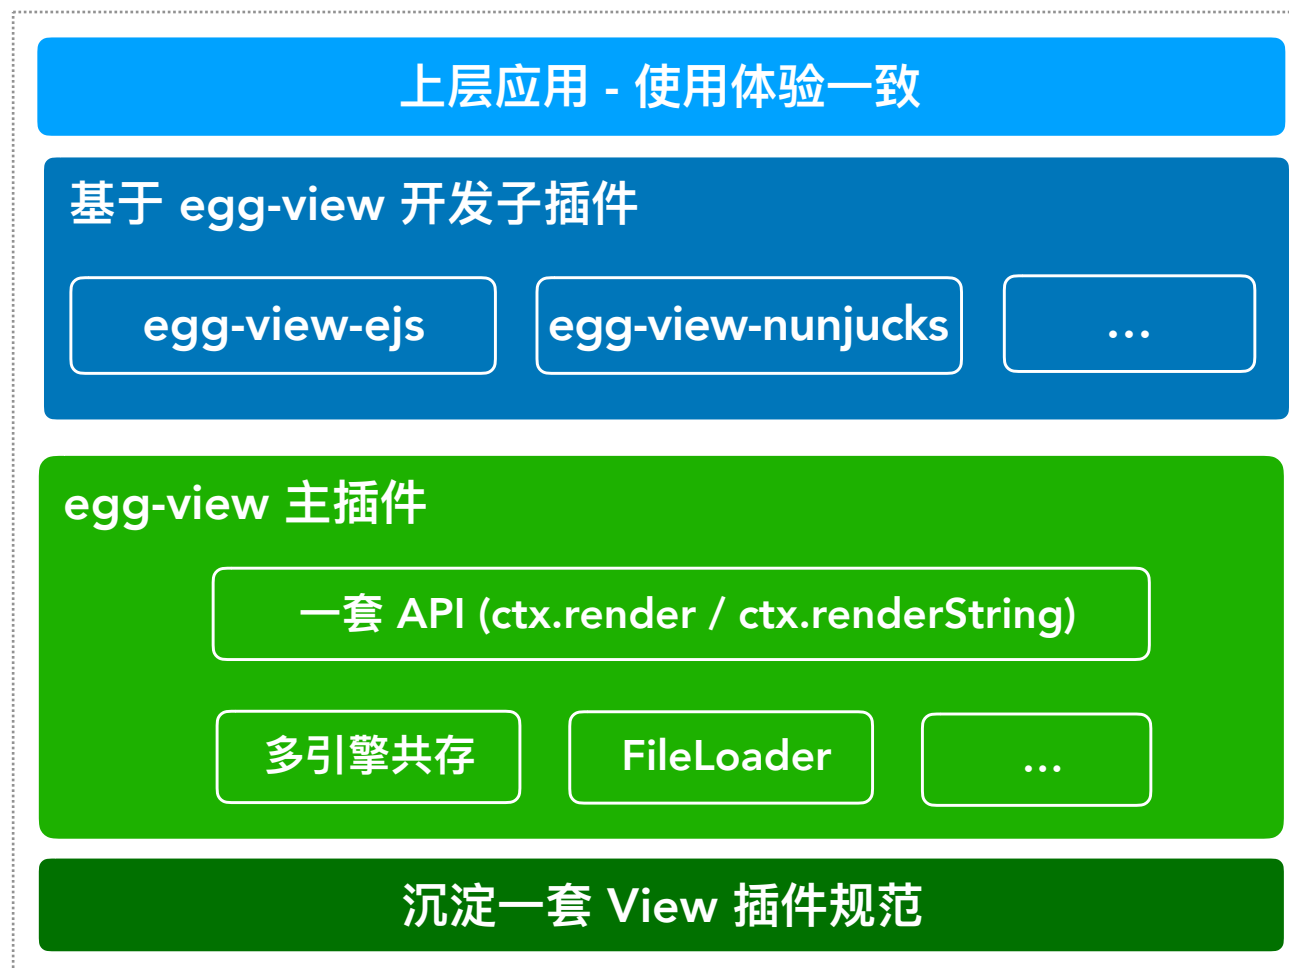 上层应用 - 使用体验一致
基于 egg-view 开发子插件
egg-view-ejs
egg-view-nunjucks
...
egg-view 主插件
一套 API (ctx.render / ctx.renderString)
多引擎共存
FileLoader
...
沉淀一套 View 插件规范